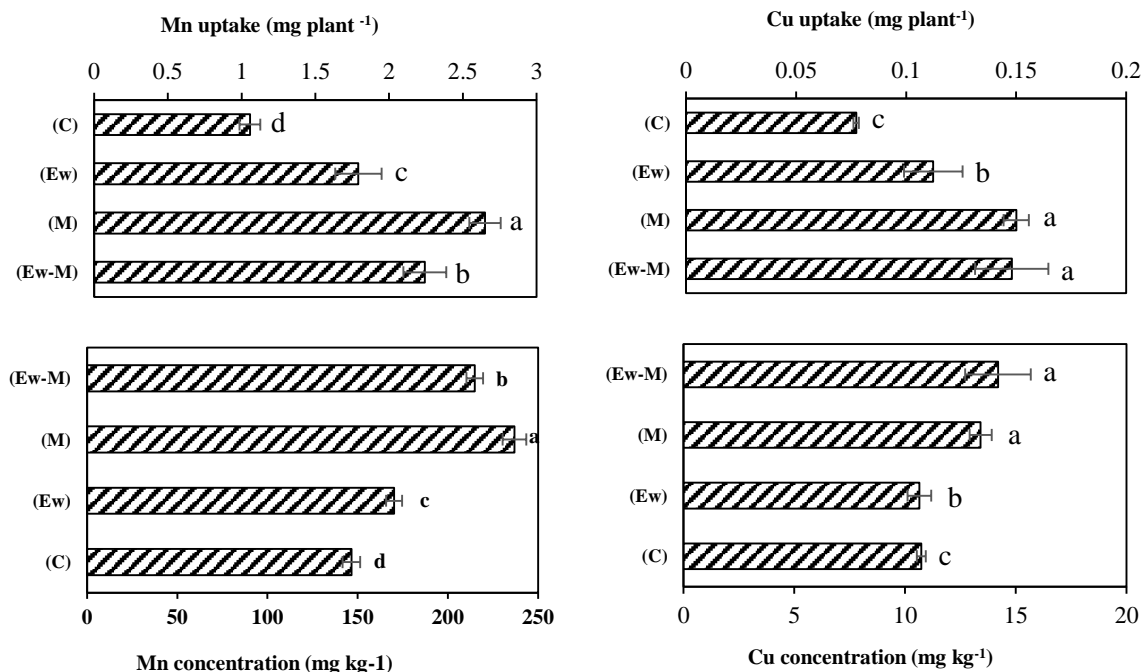 Mn uptake (mg plant -1)
0 0.5 1 1.5 2 2.5 3
(C) d
(Ew) c
(M) a
(Ew-M) b
Cu uptake (mg plant-1)
0 0.05 0.1 0.15 0.2
(C) c
(Ew) b
(M) a
(Ew-M) a
(Ew-M) b
(M) a
(Ew) c
(C) d
0 50 100 150 200 250
Mn concentration (mg kg-1)
(Ew-M) a
(M) a
(Ew) b
(C) c
0 5 10 15 20
Cu concentration (mg kg-1)